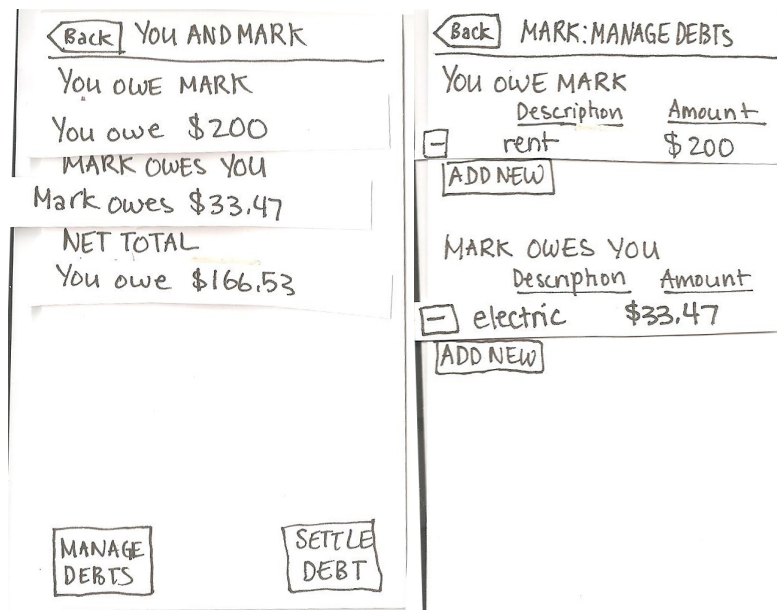 Back YOU AND MARK
YOU OWE MARK
You owe $200
MARK OWES YOU
Mark owes $33.47
NET TOTAL
You owe $166.53
MANAGE
DEBTS
SETTLE
DEBT
Back MARK: MANAGE DEBTS
YOU OWE MARK
Description Amount
- rent $200
ADD NEW
MARK OWES YOU
Description Amount
- electric $33.47
ADD NEW